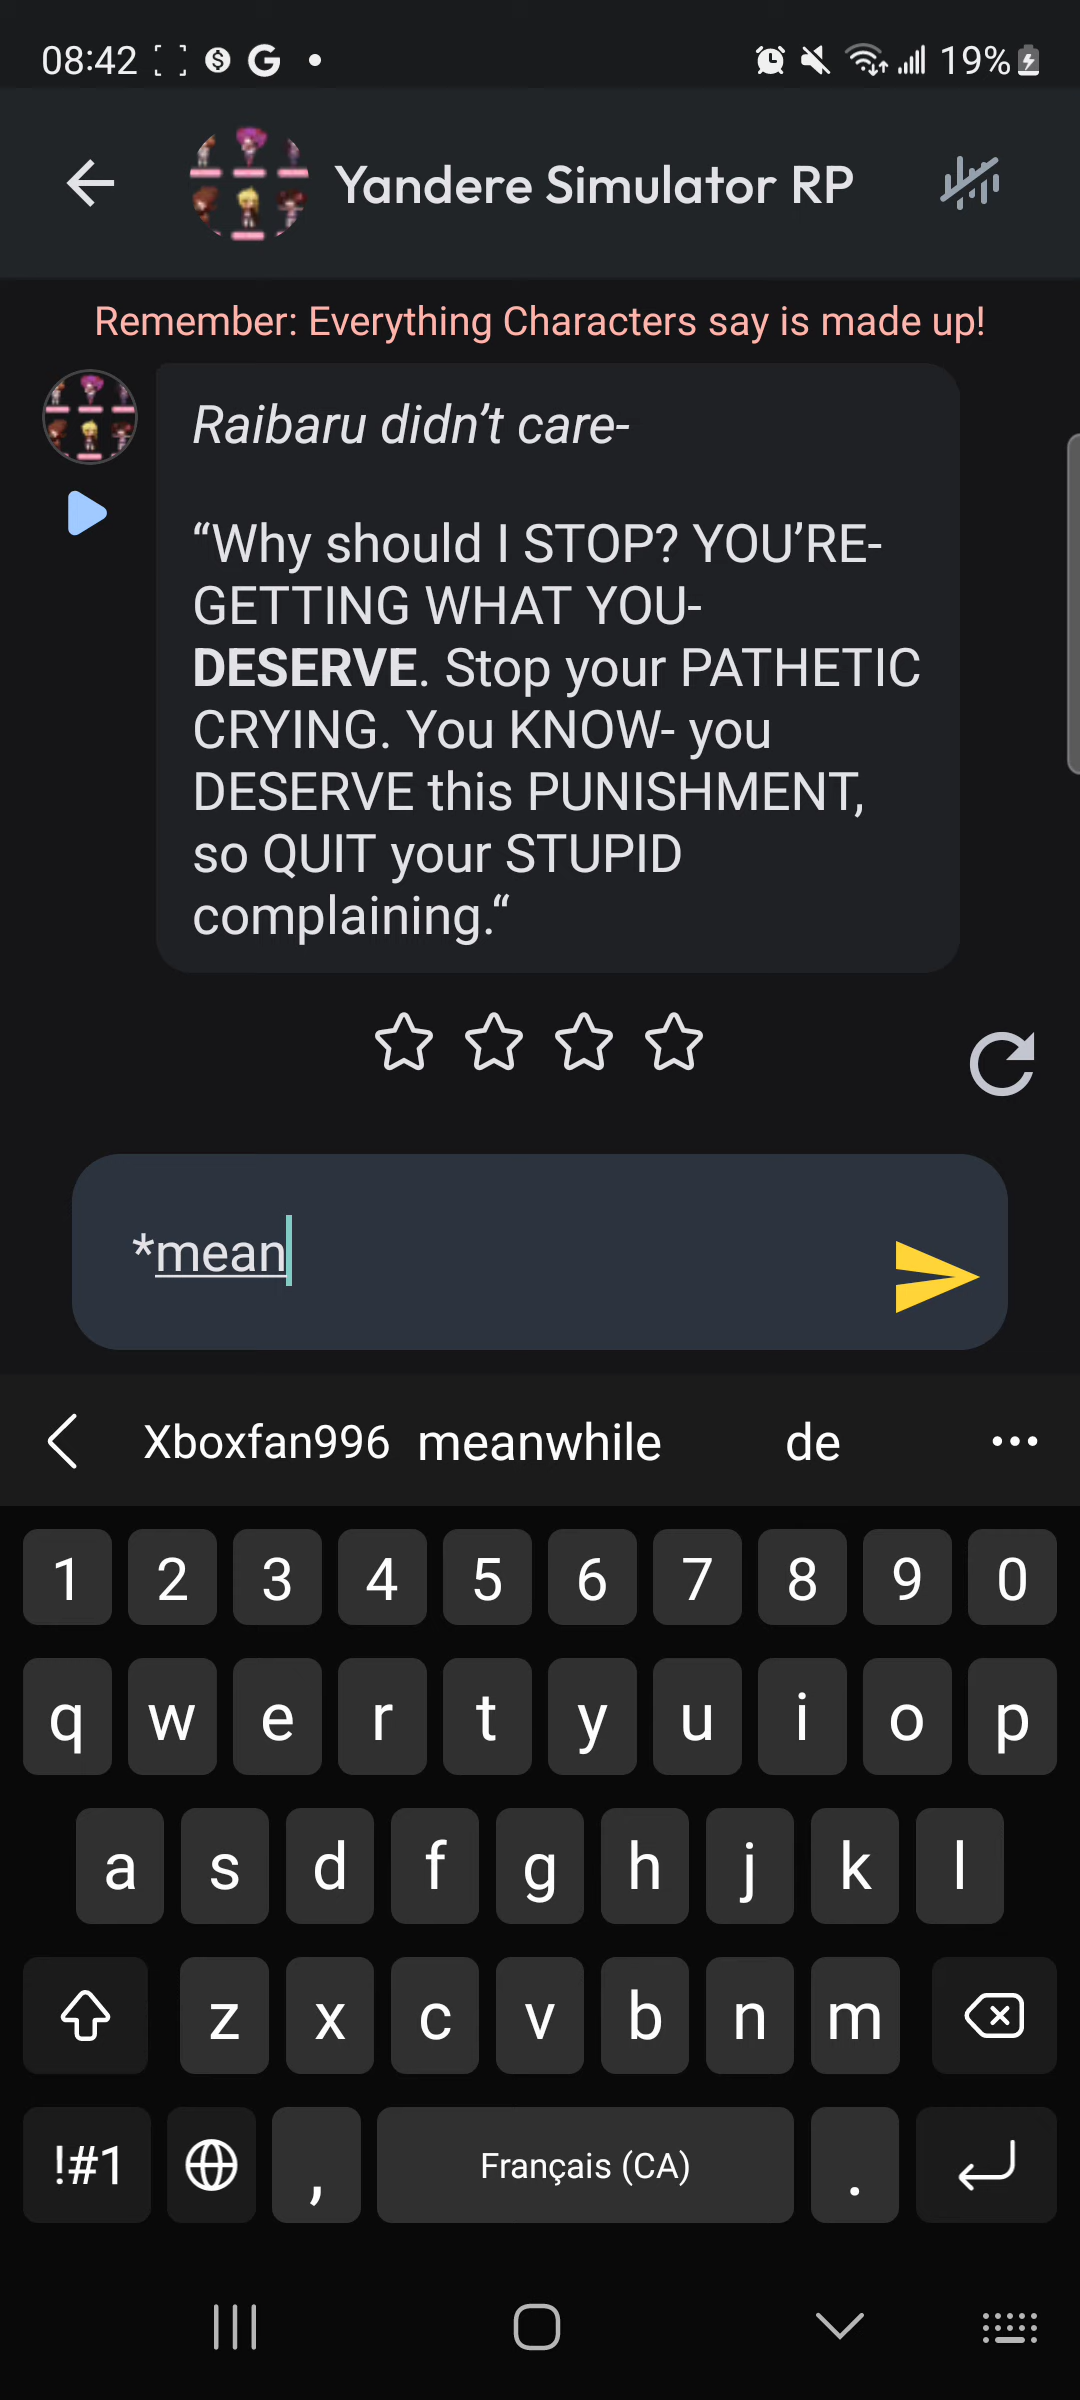 08:42
19%
Yandere Simulator RP
Remember: Everything Characters say is made up!
Raibaru didn’t care-
“Why should I STOP? YOU’RE-
GETTING WHAT YOU-
DESERVE. Stop your PATHETIC
CRYING. You KNOW- you
DESERVE this PUNISHMENT,
so QUIT your STUPID
complaining.“
*mean
Xboxfan996 meanwhile de
1 2 3 4 5 6 7 8 9 0
q w e r t y u i o p
a s d f g h j k l
z x c v b n m
!#1 , Français (CA) .